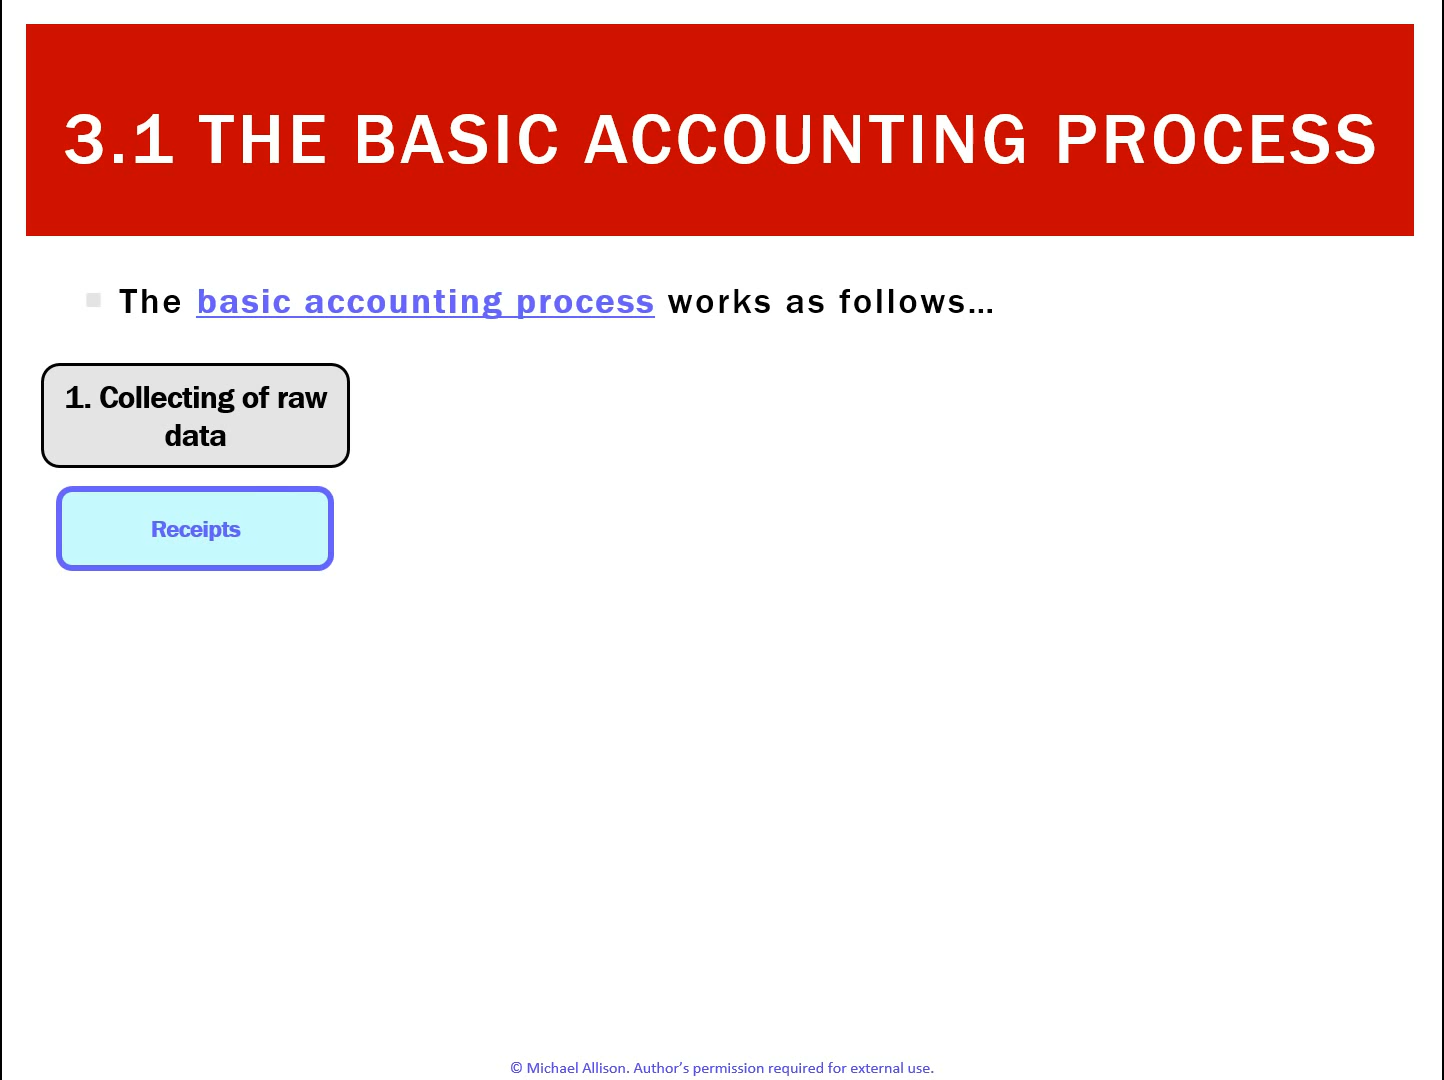 3.1 THE BASIC ACCOUNTING PROCESS
The basic accounting process works as follows…
1. Collecting of raw
data
Receipts
© Michael Allison. Author’s permission required for external use.